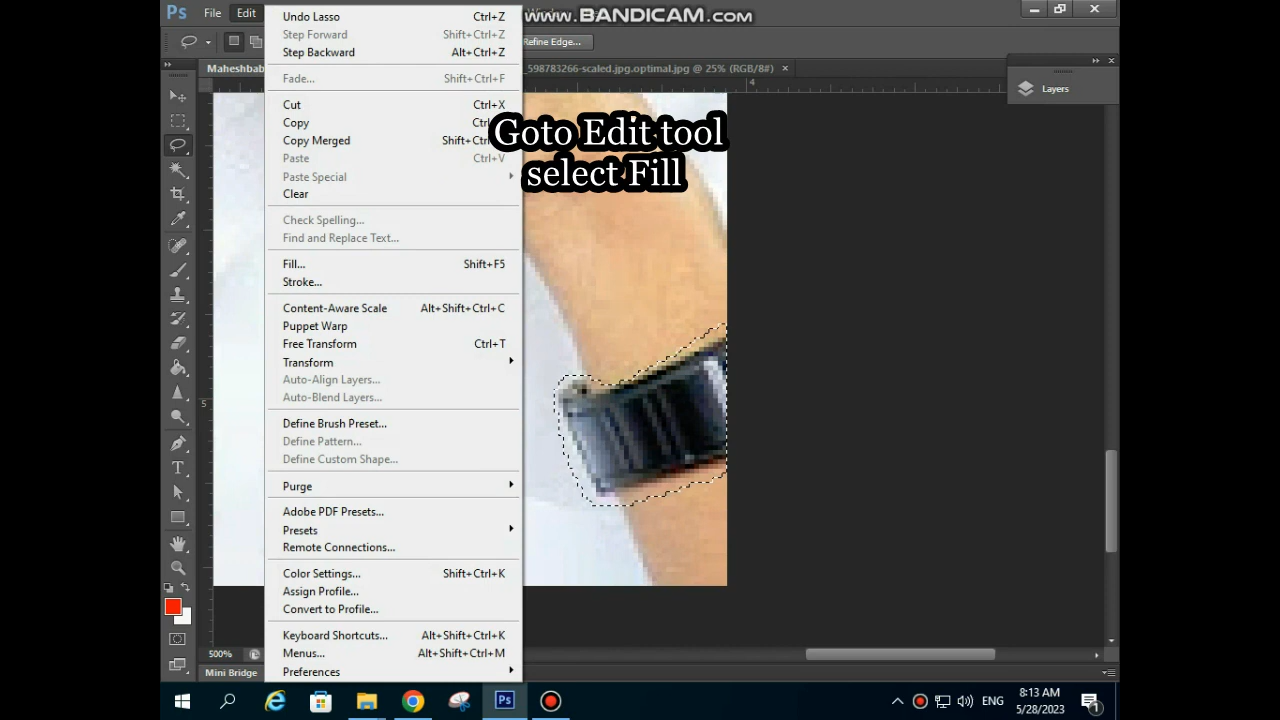 Ps File Edit
www.BANDICAM.com
Refine Edge...
Maheshbab
_598783266-scaled.jpg.optimal.jpg @ 25% (RGB/8#) ×
Undo Lasso Ctrl+Z
Step Forward Shift+Ctrl+Z
Step Backward Alt+Ctrl+Z
Fade... Shift+Ctrl+F
Cut Ctrl+X
Copy Ctrl
Copy Merged Shift+Ctrl
Paste Ctrl+V
Paste Special
Clear
Check Spelling...
Find and Replace Text...
Fill... Shift+F5
Stroke...
Content-Aware Scale Alt+Shift+Ctrl+C
Puppet Warp
Free Transform Ctrl+T
Transform
Auto-Align Layers...
Auto-Blend Layers...
Define Brush Preset...
Define Pattern...
Define Custom Shape...
Purge
Adobe PDF Presets...
Presets
Remote Connections...
Color Settings... Shift+Ctrl+K
Assign Profile...
Convert to Profile...
Keyboard Shortcuts... Alt+Shift+Ctrl+K
Menus... Alt+Shift+Ctrl+M
Preferences
Goto Edit tool
select Fill
4
5
Layers
500%
Mini Bridge
Ps
ENG
8:13 AM
5/28/2023
1